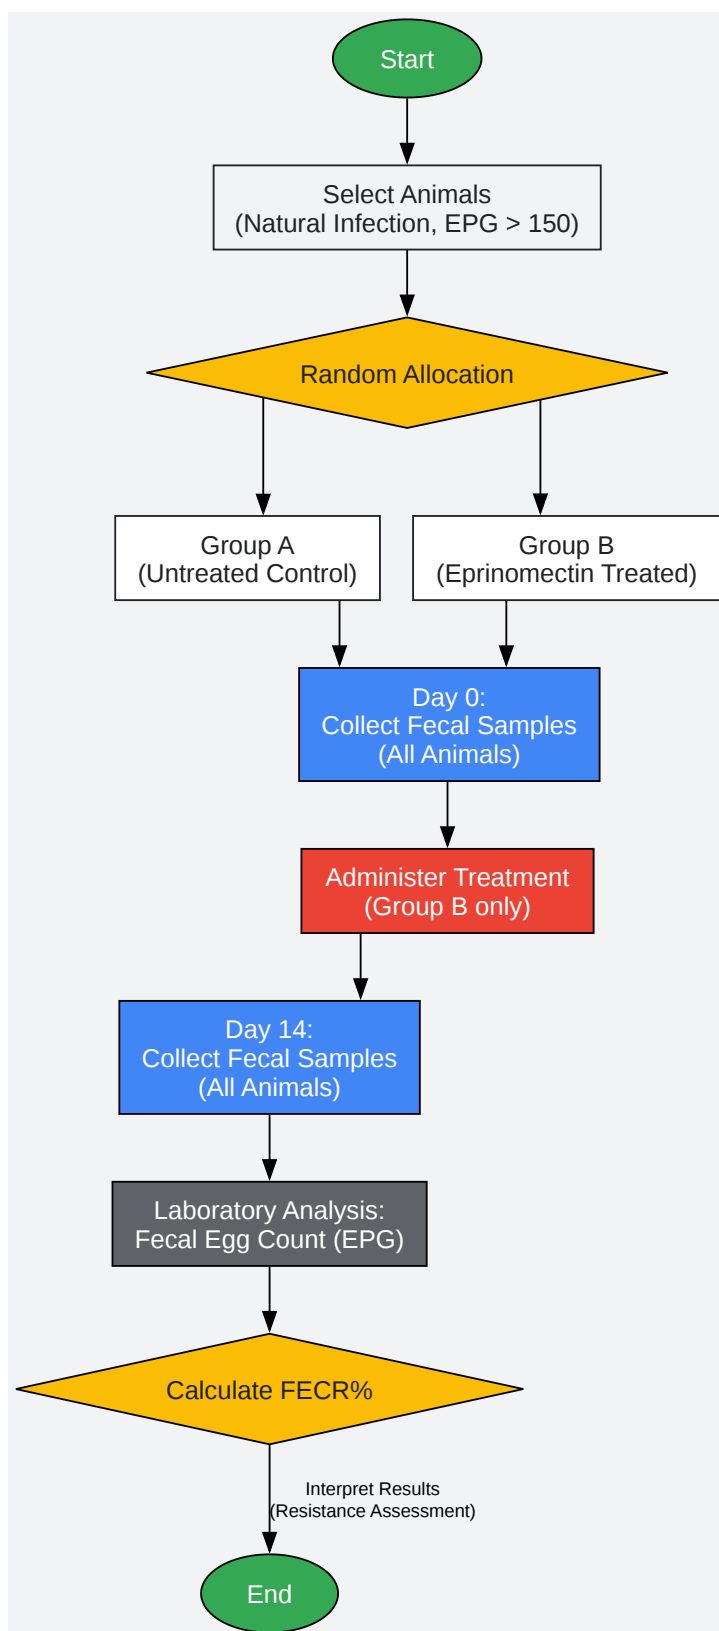 Start
Select Animals
(Natural Infection, EPG > 150)
Random Allocation
Group A
(Untreated Control)
Group B
(Eprinomectin Treated)
Day 0:
Collect Fecal Samples
(All Animals)
Administer Treatment
(Group B only)
Day 14:
Collect Fecal Samples
(All Animals)
Laboratory Analysis:
Fecal Egg Count (EPG)
Calculate FECR%
Interpret Results
(Resistance Assessment)
End